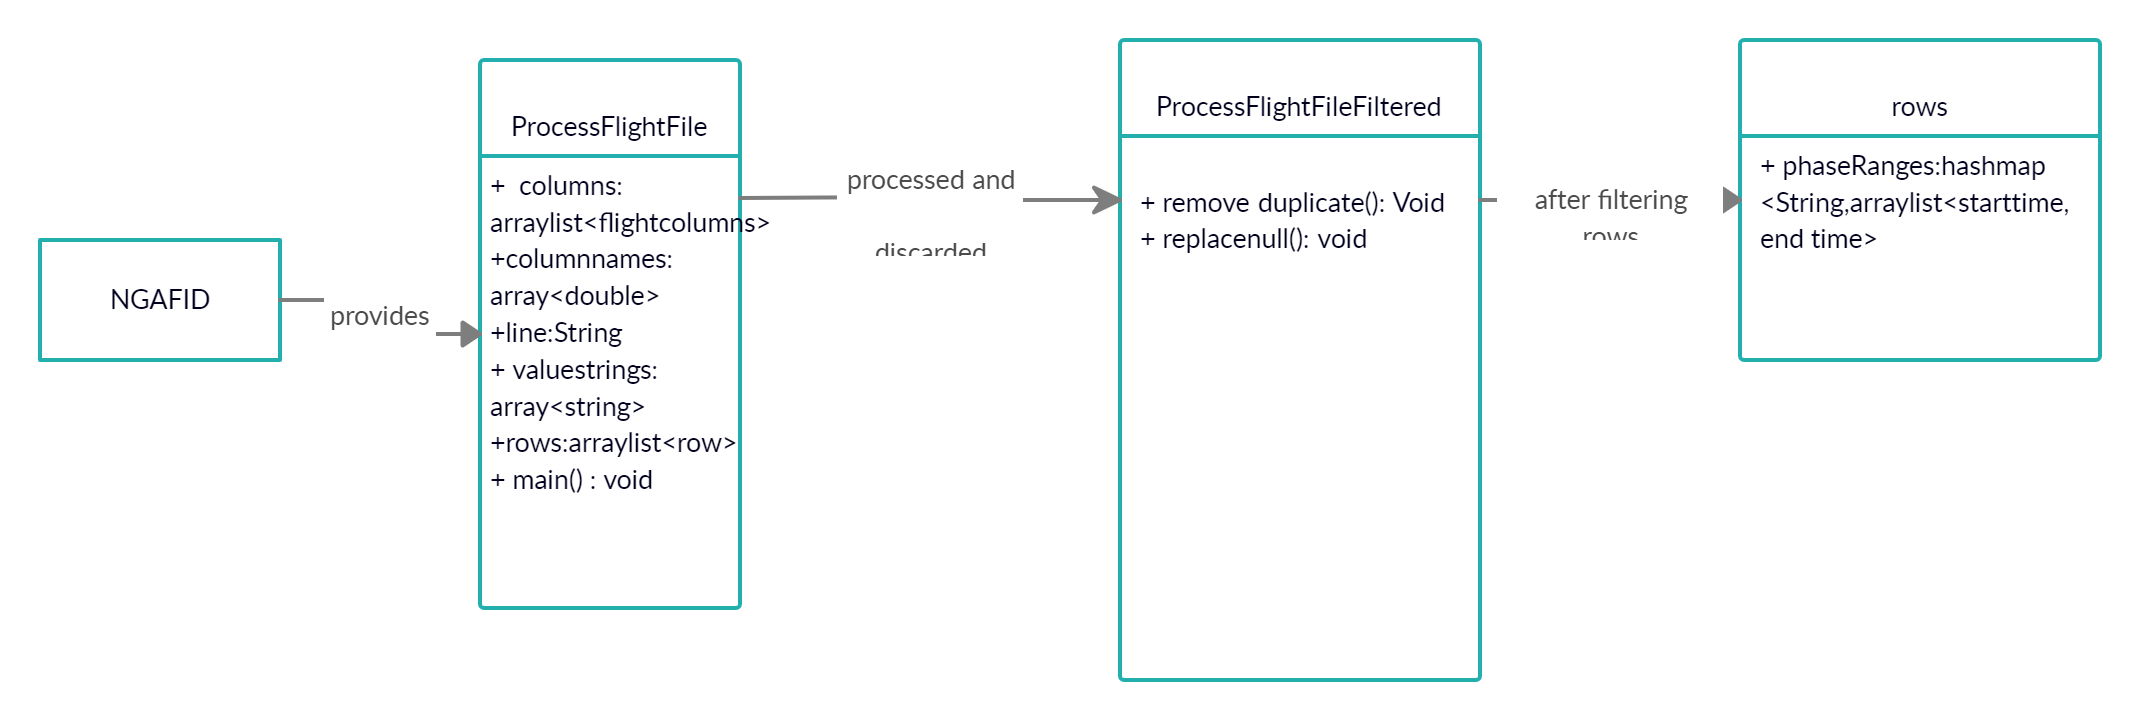 NGAFID
provides
ProcessFlightFile
+ columns:
arraylist<flightcolumns>
+columnnames:
array<double>
+line:String
+ valuestrings:
array<string>
+rows:arraylist<row>
+ main() : void
processed and
discarded
ProcessFlightFileFiltered
+ remove duplicate(): Void
+ replacenull(): void
after filtering
rows
rows
+ phaseRanges:hashmap
<String,arraylist<starttime,
end time>